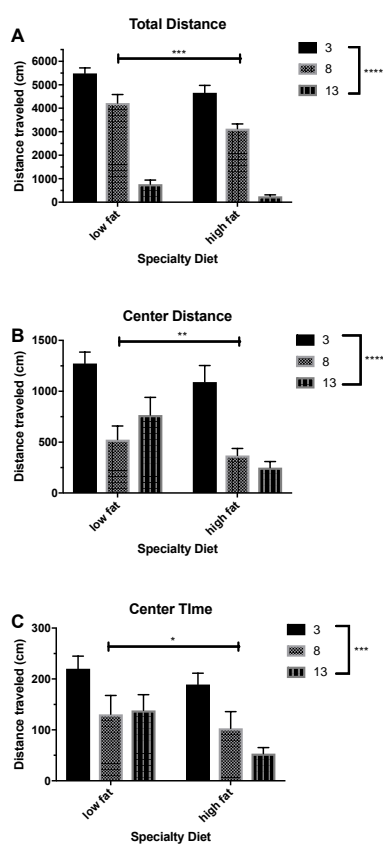 A
Total Distance
***
3
8
13
****
Distance traveled (cm)
6000
5000
4000
3000
2000
1000
0
low fat
high fat
Specialty Diet
B
Center Distance
**
3
8
13
****
Distance traveled (cm)
1500
1000
500
0
low fat
high fat
Specialty Diet
C
Center TIme
*
3
8
13
***
Distance traveled (cm)
300
200
100
0
low fat
high fat
Specialty Diet